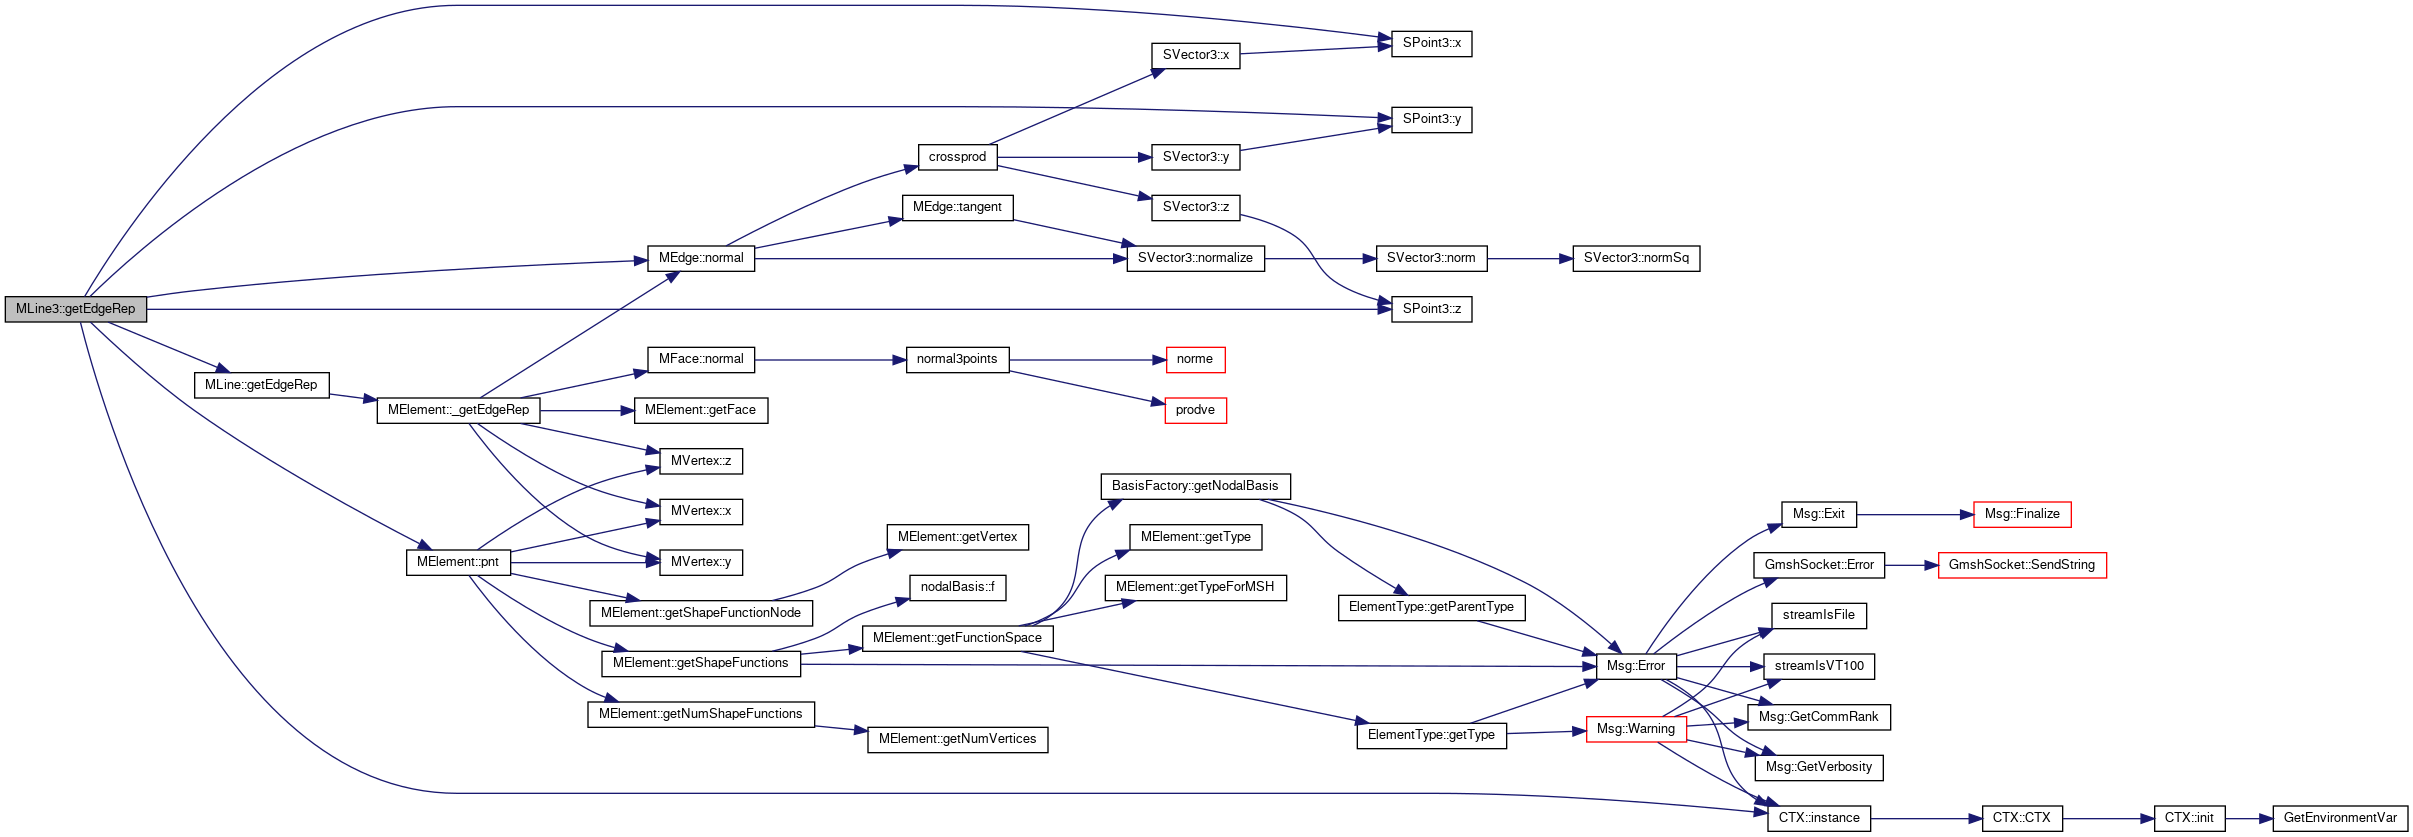 MLine3::getEdgeRep
MLine::getEdgeRep
MElement::_getEdgeRep
MElement::pnt
MEdge::normal
MFace::normal
MElement::getFace
MVertex::z
MVertex::x
MVertex::y
MElement::getShapeFunctionNode
MElement::getShapeFunctions
MElement::getNumShapeFunctions
crossprod
MEdge::tangent
normal3points
MElement::getVertex
nodalBasis::f
MElement::getFunctionSpace
MElement::getNumVertices
SVector3::x
SVector3::y
SVector3::z
SVector3::normalize
norme
prodve
BasisFactory::getNodalBasis
MElement::getType
MElement::getTypeForMSH
SPoint3::x
SPoint3::y
SVector3::norm
SPoint3::z
ElementType::getParentType
ElementType::getType
SVector3::normSq
Msg::Error
Msg::Warning
Msg::Exit
GmshSocket::Error
streamIsFile
streamIsVT100
Msg::GetCommRank
Msg::GetVerbosity
CTX::instance
Msg::Finalize
GmshSocket::SendString
CTX::CTX
CTX::init
GetEnvironmentVar